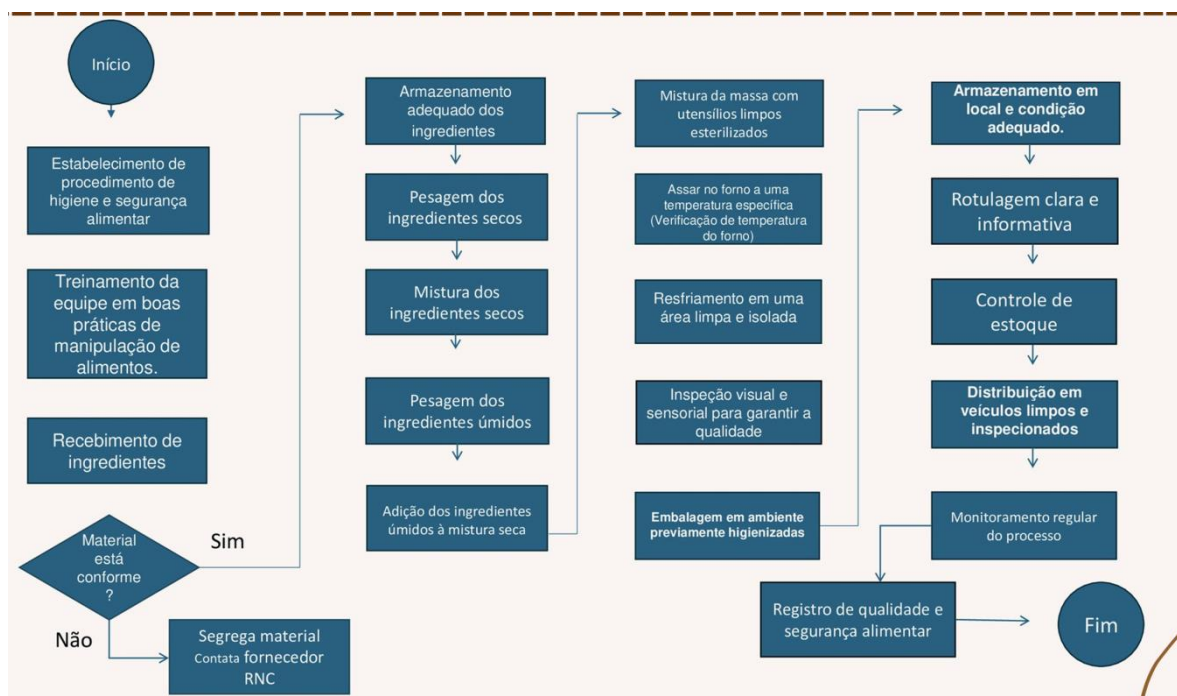 Início
Estabelecimento de
procedimento de
higiene e segurança
alimentar
Treinamento da
equipe em boas
práticas de
manipulação de
alimentos.
Recebimento de
ingredientes
Material
está
conforme
?
Sim
Não
Segrega material
Contata fornecedor
RNC
Armazenamento
adequado dos
ingredientes
Pesagem dos
ingredientes secos
Mistura dos
ingredientes secos
Pesagem dos
ingredientes úmidos
Adição dos ingredientes
úmidos à mistura seca
Mistura da massa com
utensílios limpos
esterilizados
Assar no forno a uma
temperatura específica
(Verificação de temperatura
do forno)
Resfriamento em uma
área limpa e isolada
Inspeção visual e
sensorial para garantir a
qualidade
Embalagem em ambiente
previamente higienizadas
Armazenamento em
local e condição
adequado.
Rotulagem clara e
informativa
Controle de
estoque
Distribuição em
veículos limpos e
inspecionados
Monitoramento regular
do processo
Registro de qualidade e
segurança alimentar
Fim